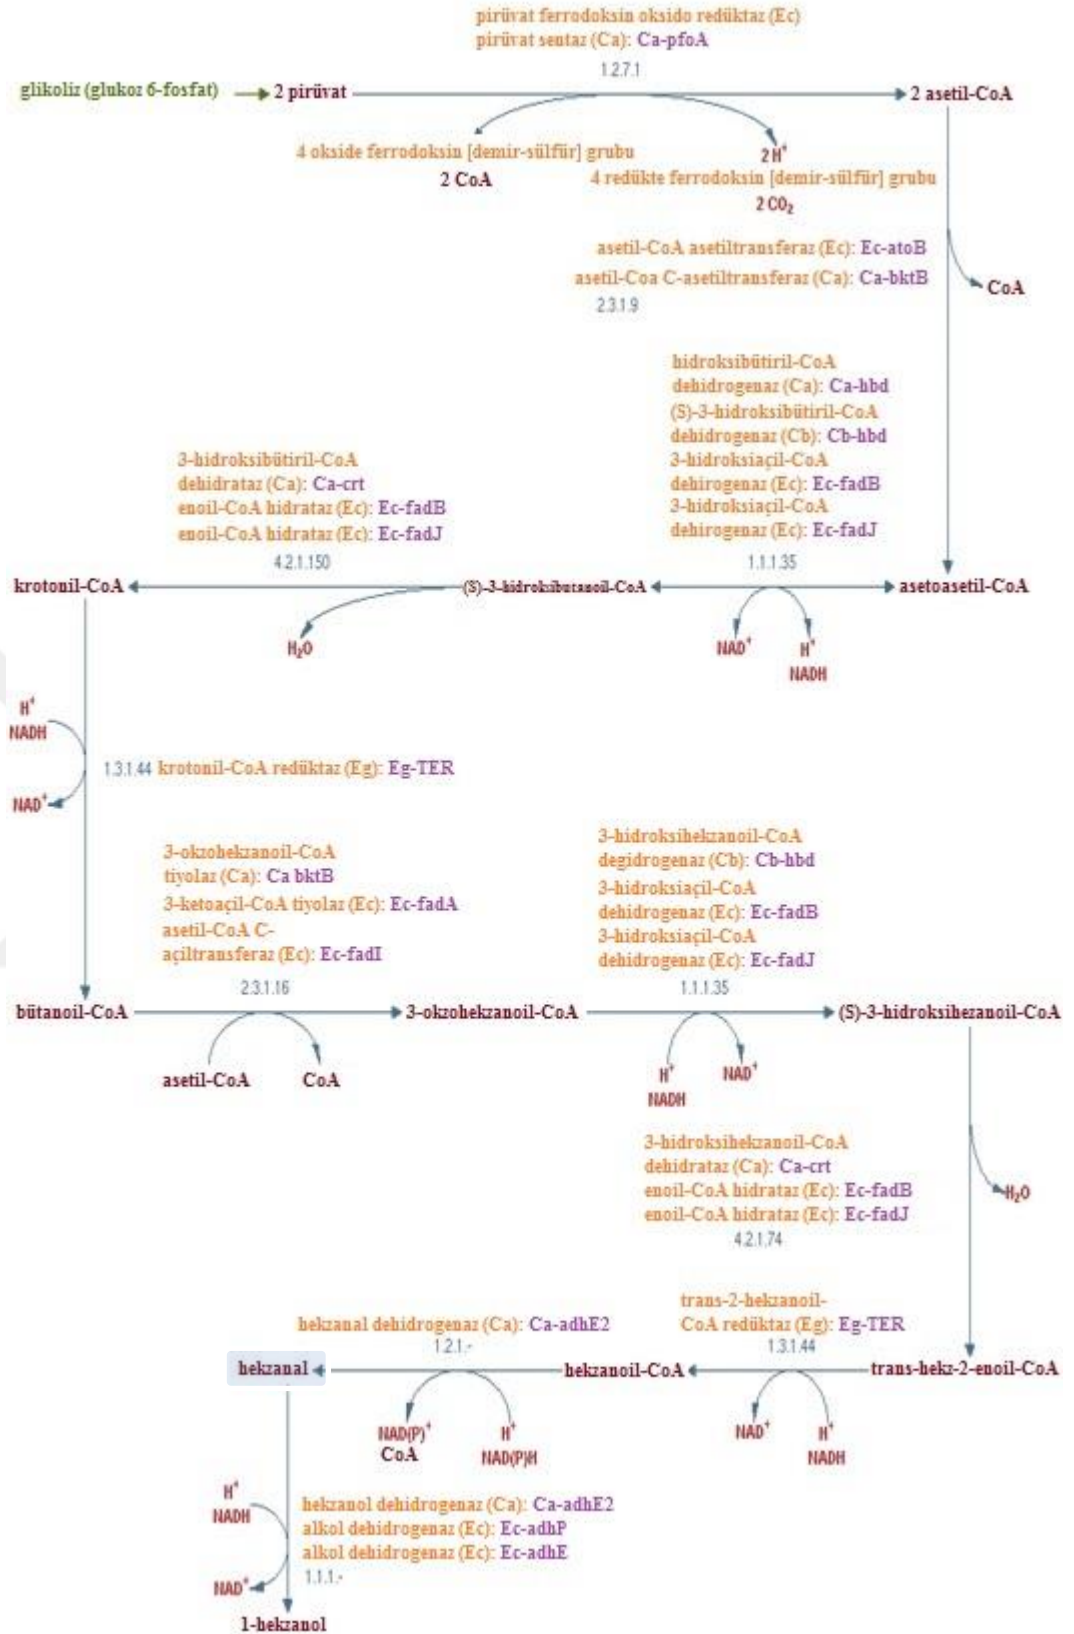 pirüvat ferrodoksin oksido redüktaz (Ec)
pirüvat sentaz (Ca): Ca-pfoA
1.2.7.1
glikoliz (glukoz 6-fosfat)
2 pirüvat
2 asetil-CoA
4 okside ferrodoksin [demir-sülfür] grubu
2 CoA
2 H⁺
4 redükte ferrodoksin [demir-sülfür] grubu
2 CO₂
asetil-CoA asetiltransferaz (Ec): Ec-atoB
asetil-Coa C-asetiltransferaz (Ca): Ca-bktB
2.3.1.9
CoA
hidroksibütiril-CoA
dehidrogenaz (Ca): Ca-hbd
(S)-3-hidroksibütiril-CoA
dehidrogenaz (Cb): Cb-hbd
3-hidroksiaçil-CoA
dehirogenaz (Ec): Ec-fadB
3-hidroksiaçil-CoA
dehirogenaz (Ec): Ec-fadJ
1.1.1.35
3-hidroksibütiril-CoA
dehidrataz (Ca): Ca-crt
enoil-CoA hidrataz (Ec): Ec-fadB
enoil-CoA hidrataz (Ec): Ec-fadJ
4.2.1.150
krotonil-CoA
(S)-3-hidroksibutanoil-CoA
asetoasetil-CoA
H₂O
NAD⁺
H⁺
NADH
H⁺
NADH
NAD⁺
1.3.1.44 krotonil-CoA redüktaz (Eg): Eg-TER
3-okzohekzanoil-CoA
tiyolaz (Ca): Ca bktB
3-ketoaçil-CoA tiyolaz (Ec): Ec-fadA
asetil-CoA C-
açiltransferaz (Ec): Ec-fadI
2.3.1.16
3-hidroksihekzanoil-CoA
degidrogenaz (Cb): Cb-hbd
3-hidroksiaçil-CoA
dehidrogenaz (Ec): Ec-fadB
3-hidroksiaçil-CoA
dehidrogenaz (Ec): Ec-fadJ
1.1.1.35
bütanoil-CoA
3-okzohekzanoil-CoA
(S)-3-hidroksihezanoil-CoA
asetil-CoA
CoA
H⁺
NADH
NAD⁺
3-hidroksihekzanoil-CoA
dehidrataz (Ca): Ca-crt
enoil-CoA hidrataz (Ec): Ec-fadB
enoil-CoA hidrataz (Ec): Ec-fadJ
4.2.1.74
H₂O
trans-2-hekzanoil-
CoA redüktaz (Eg): Eg-TER
1.3.1.44
hekzanal dehidrogenaz (Ca): Ca-adhE2
1.2.1.-
hekzanal
hekzanoil-CoA
trans-hekz-2-enoil-CoA
NAD(P)⁺
CoA
H⁺
NAD(P)H
NAD⁺
H⁺
NADH
H⁺
NADH
NAD⁺
hekzanol dehidrogenaz (Ca): Ca-adhE2
alkol dehidrogenaz (Ec): Ec-adhP
alkol dehidrogenaz (Ec): Ec-adhE
1.1.1.-
1-hekzanol